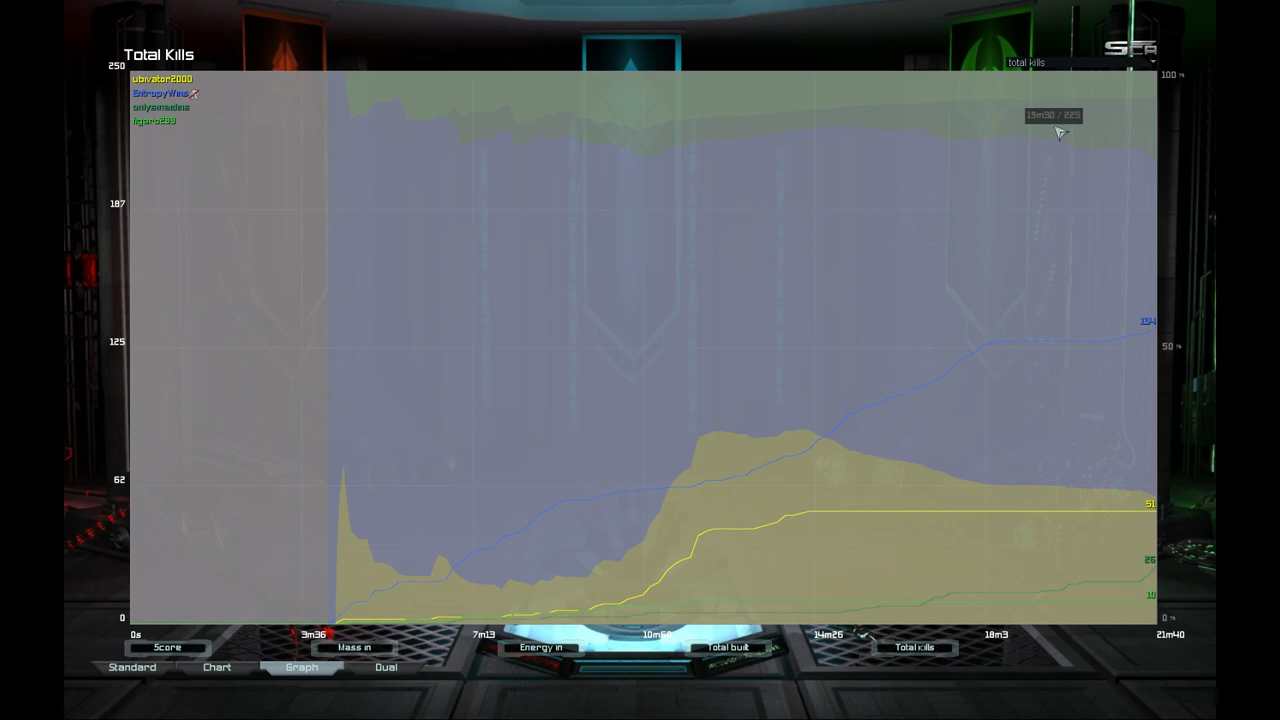 Total Kills
250
ubivator2000
EntropyWins
onlysmaidins
figaro299
total kills
100 %
19m30 / 225
187
125
50 %
134
62
51
26
10
0
0 %
0s
3m36
7m13
10m50
14m26
18m3
21m40
Score
Mass in
Energy in
Total built
Total kills
Standard
Chart
Graph
Dual